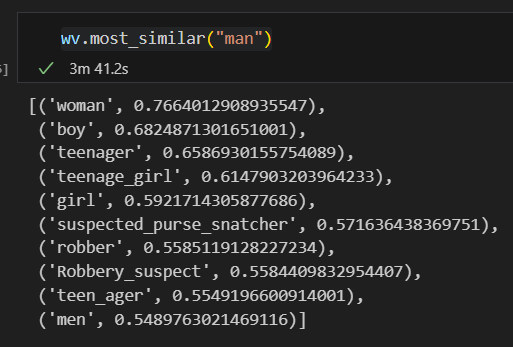 wv.most_similar("man")
5] ✓ 3m 41.2s
[('woman', 0.7664012908935547),
('boy', 0.6824871301651001),
('teenager', 0.6586930155754089),
('teenage_girl', 0.6147903203964233),
('girl', 0.5921714305877686),
('suspected_purse_snatcher', 0.571636438369751),
('robber', 0.5585119128227234),
('Robbery_suspect', 0.5584409832954407),
('teen_ager', 0.5549196600914001),
('men', 0.5489763021469116)]